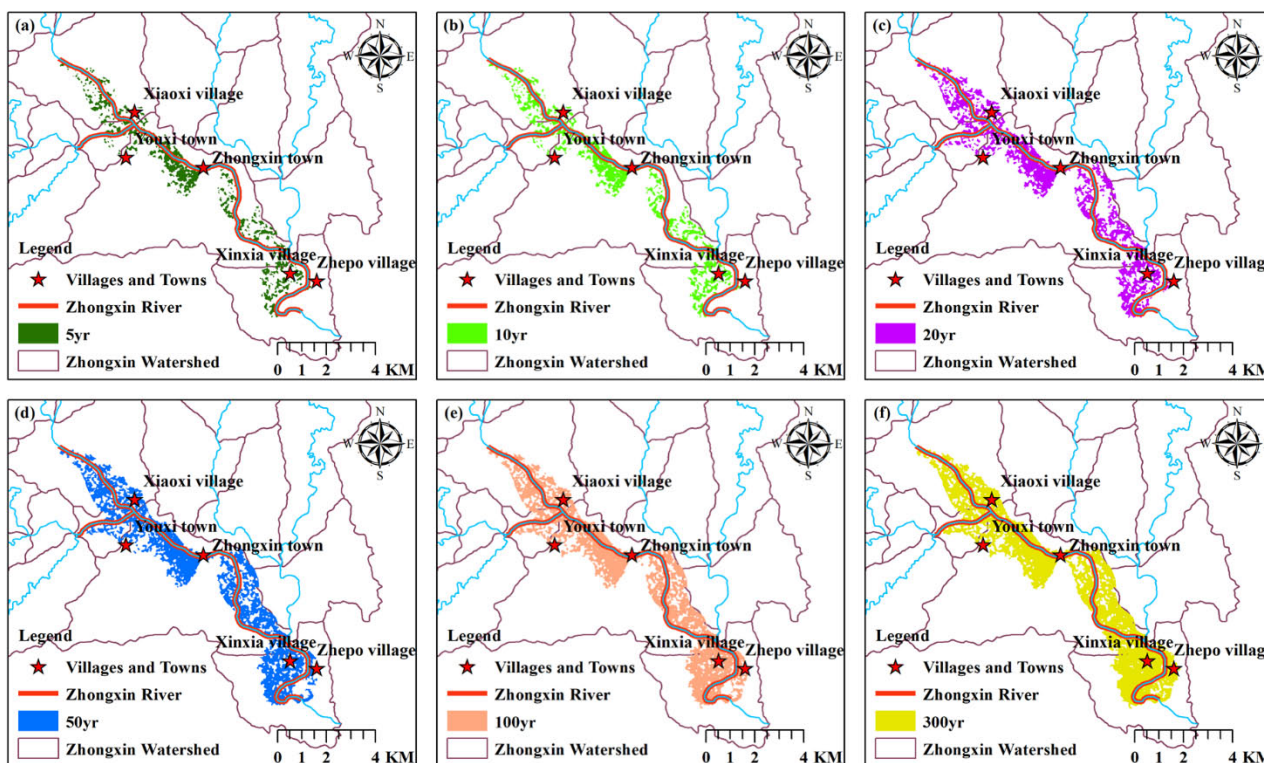 (a)
N
W
E
S
Xiaoxi village
Youxi town
Zhongxin town
Xinxia village
Zhepo village
Legend
Villages and Towns
Zhongxin River
5yr
Zhongxin Watershed
0 1 2 4 KM
(b)
N
W
E
S
Xiaoxi village
Youxi town
Zhongxin town
Xinxia village
Zhepo village
Legend
Villages and Towns
Zhongxin River
10yr
Zhongxin Watershed
0 1 2 4 KM
(c)
N
W
E
S
Xiaoxi village
Youxi town
Zhongxin town
Xinxia village
Zhepo village
Legend
Villages and Towns
Zhongxin River
20yr
Zhongxin Watershed
0 1 2 4 KM
(d)
N
W
E
S
Xiaoxi village
Youxi town
Zhongxin town
Xinxia village
Zhepo village
Legend
Villages and Towns
Zhongxin River
50yr
Zhongxin Watershed
0 1 2 4 KM
(e)
N
W
E
S
Xiaoxi village
Youxi town
Zhongxin town
Xinxia village
Zhepo village
Legend
Villages and Towns
Zhongxin River
100yr
Zhongxin Watershed
0 1 2 4 KM
(f)
N
W
E
S
Xiaoxi village
Youxi town
Zhongxin town
Xinxia village
Zhepo village
Legend
Villages and Towns
Zhongxin River
300yr
Zhongxin Watershed
0 1 2 4 KM